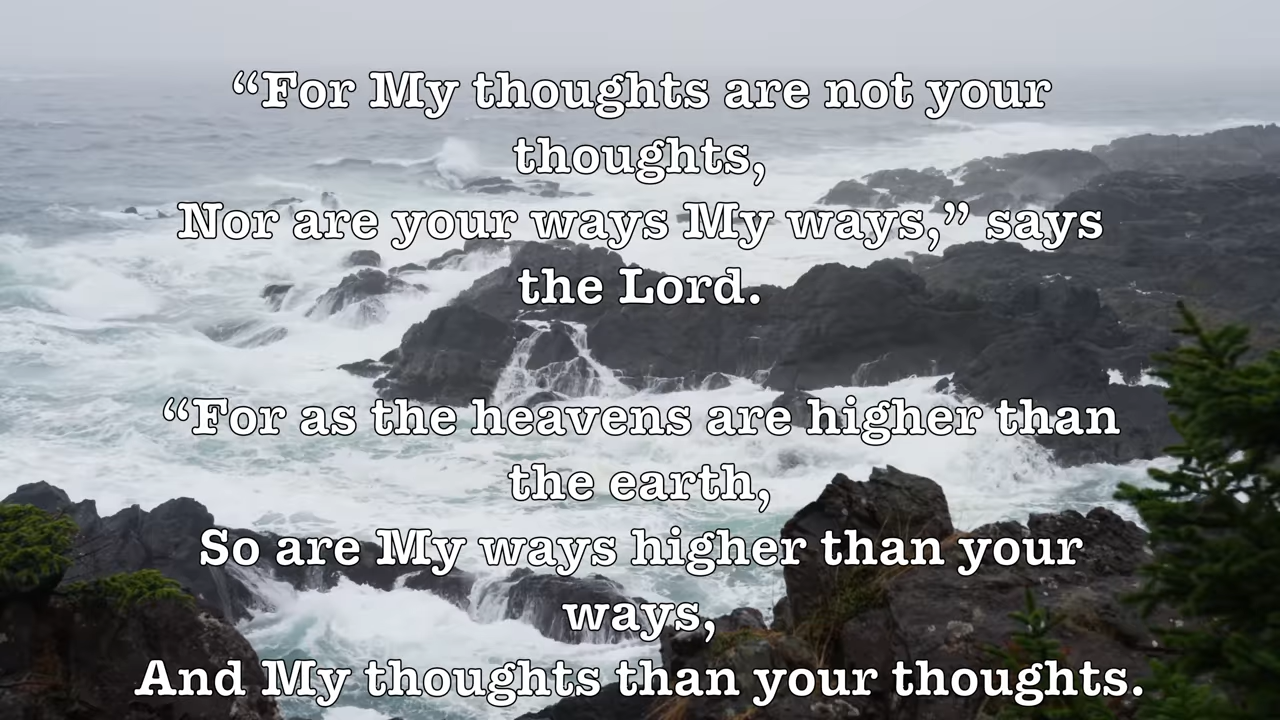 “For My thoughts are not your
thoughts,
Nor are your ways My ways,” says
the Lord.
“For as the heavens are higher than
the earth,
So are My ways higher than your
ways,
And My thoughts than your thoughts.